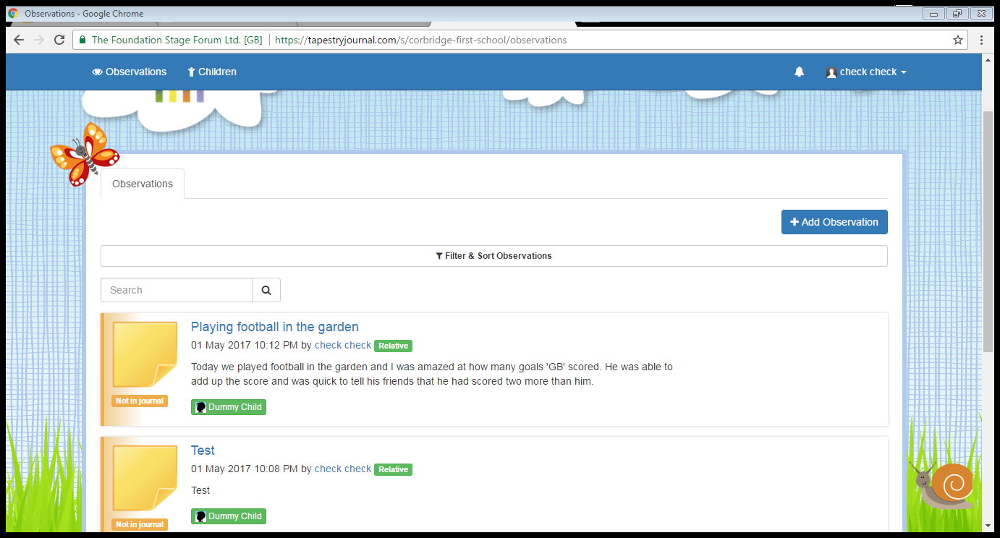 Observations - Google Chrome
The Foundation Stage Forum Ltd. [GB] https://tapestryjournal.com/s/corbridge-first-school/observations
Observations Children check check
Observations
Add Observation
Filter & Sort Observations
Search
Playing football in the garden
01 May 2017 10:12 PM by check check Relative
Today we played football in the garden and I was amazed at how many goals 'GB' scored. He was able to
add up the score and was quick to tell his friends that he had scored two more than him.
Not in journal
Dummy Child
Test
01 May 2017 10:08 PM by check check Relative
Test
Dummy Child
Not in journal